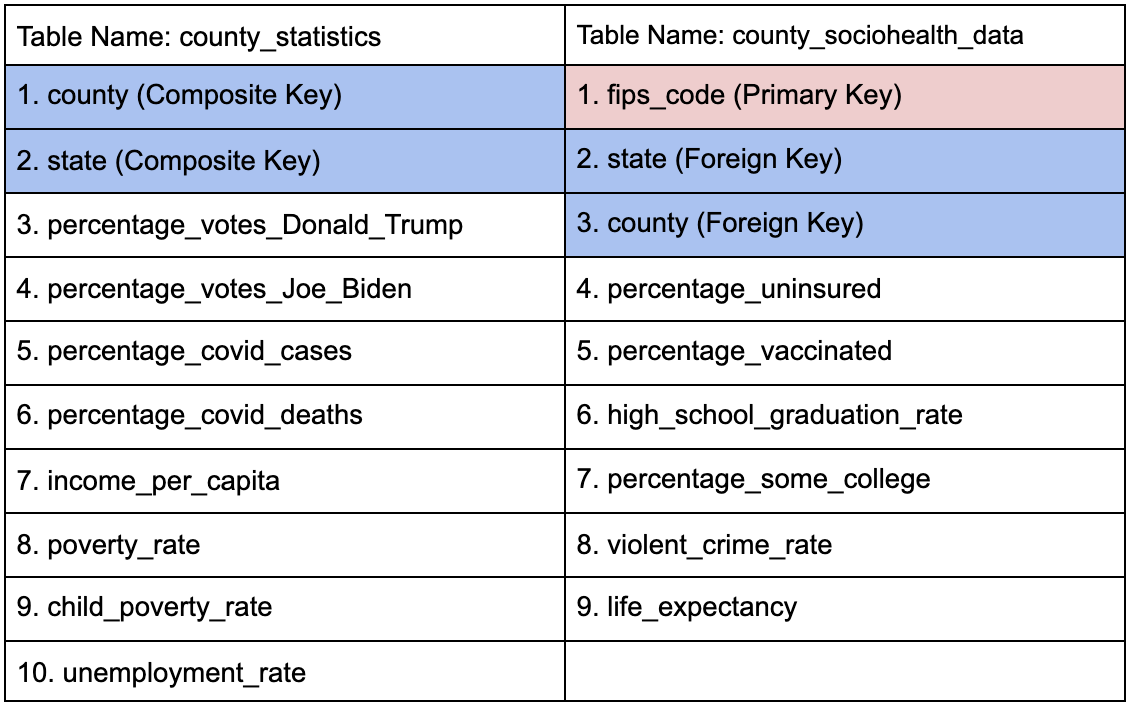 Table Name: county_statistics
Table Name: county_sociohealth_data
1. county (Composite Key)
1. fips_code (Primary Key)
2. state (Composite Key)
2. state (Foreign Key)
3. percentage_votes_Donald_Trump
3. county (Foreign Key)
4. percentage_votes_Joe_Biden
4. percentage_uninsured
5. percentage_covid_cases
5. percentage_vaccinated
6. percentage_covid_deaths
6. high_school_graduation_rate
7. income_per_capita
7. percentage_some_college
8. poverty_rate
8. violent_crime_rate
9. child_poverty_rate
9. life_expectancy
10. unemployment_rate